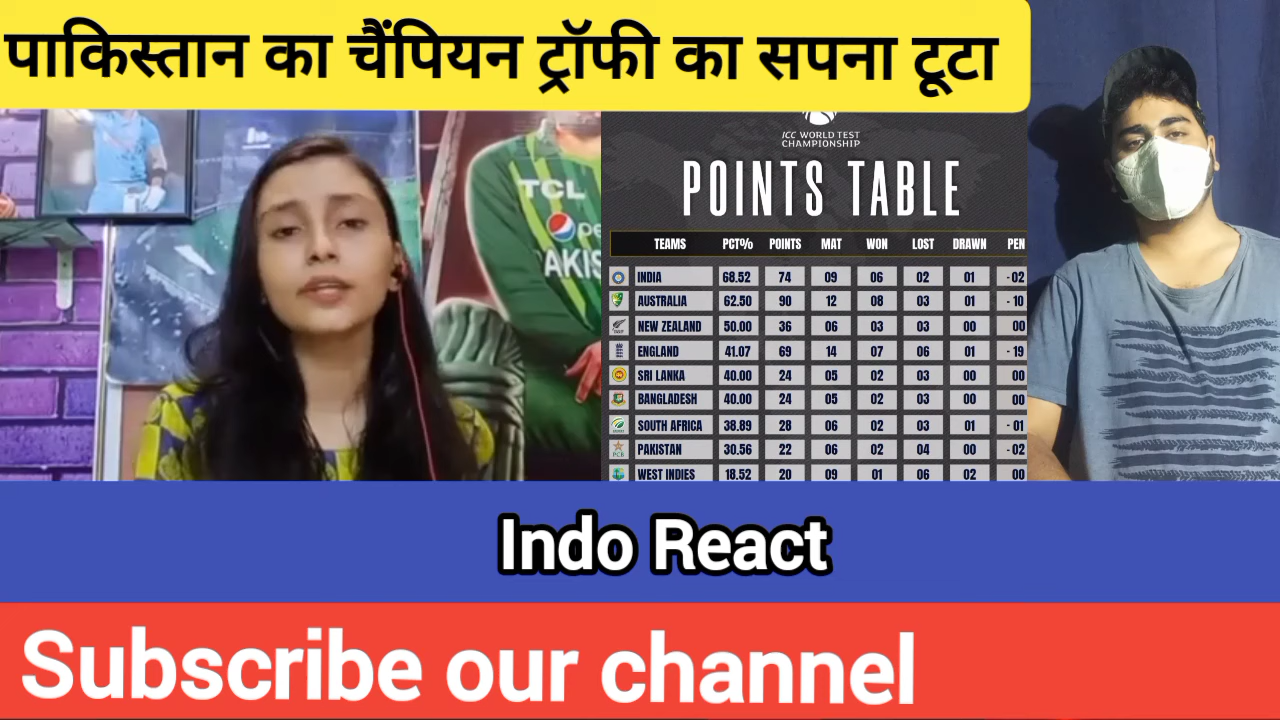 पाकिस्तान का चैंपियन ट्रॉफी का सपना टूटा
TCL
pe
AKIS
ICC WORLD TEST
CHAMPIONSHIP
POINTS TABLE
TEAMS PCT% POINTS MAT WON LOST DRAWN PEN
INDIA 68.52 74 09 06 02 01 - 02
AUSTRALIA 62.50 90 12 08 03 01 - 10
NEW ZEALAND 50.00 36 06 03 03 00 00
ENGLAND 41.07 69 14 07 06 01 - 19
SRI LANKA 40.00 24 05 02 03 00 00
BANGLADESH 40.00 24 05 02 03 00 00
SOUTH AFRICA 38.89 28 06 02 03 01 - 01
PAKISTAN 30.56 22 06 02 04 00 - 02
WEST INDIES 18.52 20 09 01 06 02 00
Indo React
Subscribe our channel